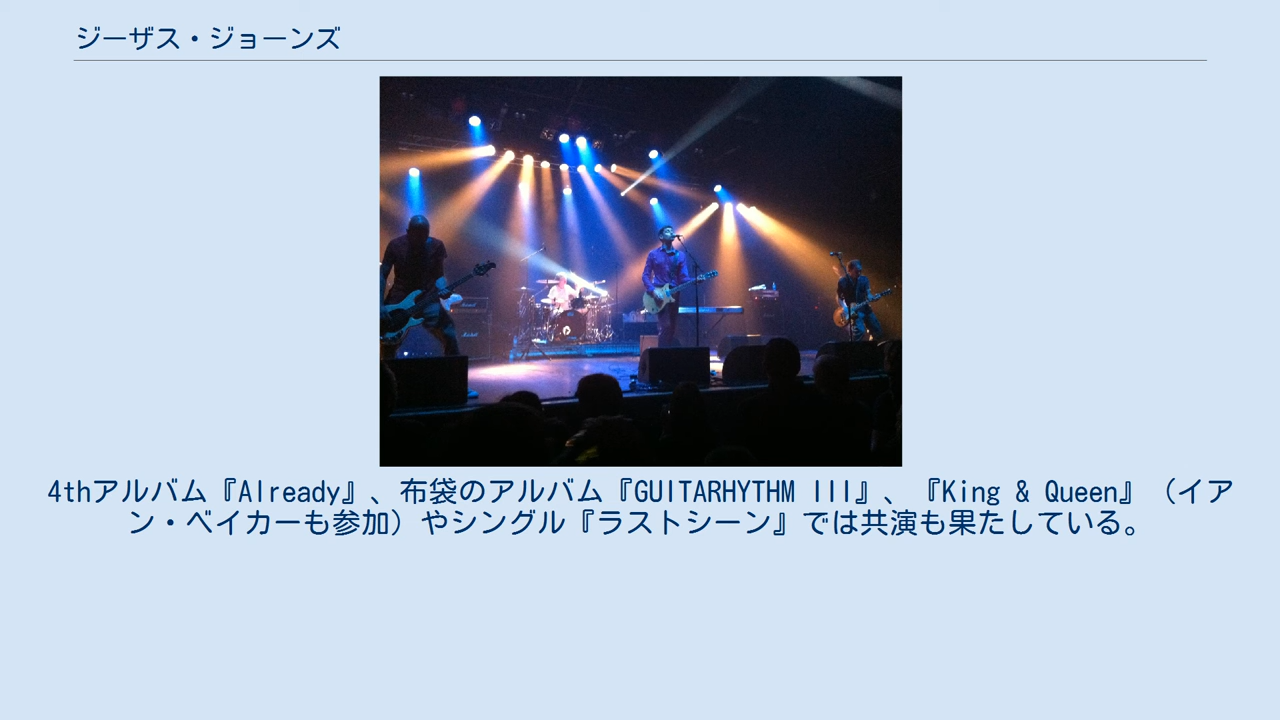 ジーザス・ジョーンズ
4thアルバム『Already』、布袋のアルバム『GUITARHYTHM III』、『King & Queen』（イア
ン・ベイカーも参加）やシングル『ラストシーン』では共演も果たしている。